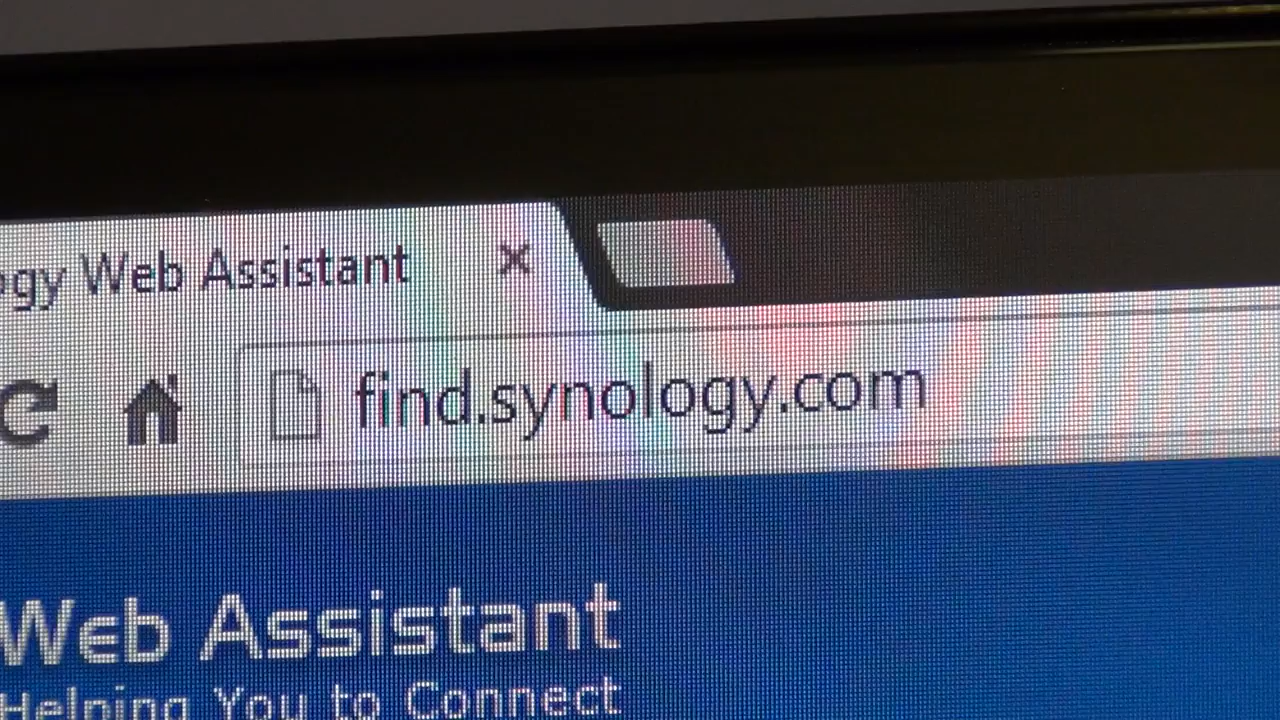 ogy Web Assistant
find.synology.com
Web Assistant
Helping You to Connect